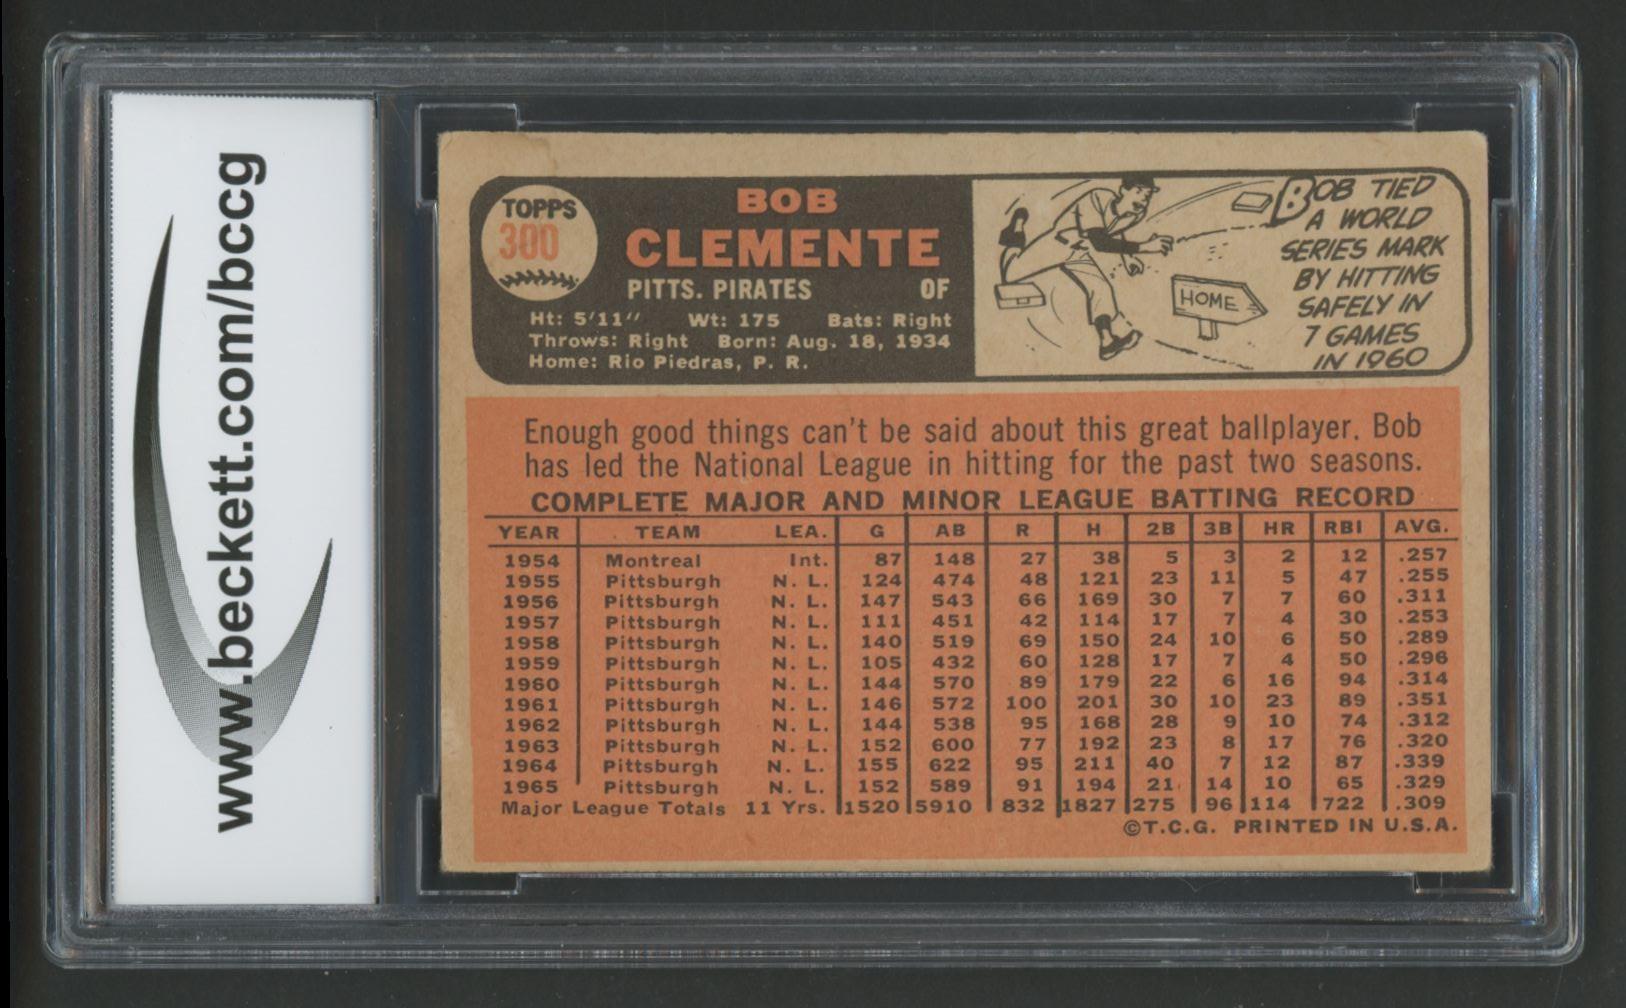 www.beckett.com/bccg
TOPPS
300
BOB
CLEMENTE
PITTS. PIRATES OF
Ht: 5'11" Wt: 175 Bats: Right
Throws: Right Born: Aug. 18, 1934
Home: Rio Piedras, P. R.
HOME
BOB TIED
A WORLD
SERIES MARK
BY HITTING
SAFELY IN
7 GAMES
IN 1960
Enough good things can't be said about this great ballplayer. Bob
has led the National League in hitting for the past two seasons.
COMPLETE MAJOR AND MINOR LEAGUE BATTING RECORD
YEAR TEAM LEA. G AB R H 2B 3B HR RBI AVG.
1954 Montreal Int. 87 148 27 38 5 3 2 12 .257
1955 Pittsburgh N. L. 124 474 48 121 23 11 5 47 .255
1956 Pittsburgh N. L. 147 543 66 169 30 7 7 60 .311
1957 Pittsburgh N. L. 111 451 42 114 17 7 4 30 .253
1958 Pittsburgh N. L. 140 519 69 150 24 10 6 50 .289
1959 Pittsburgh N. L. 105 432 60 128 17 7 4 50 .296
1960 Pittsburgh N. L. 144 570 89 179 22 6 16 94 .314
1961 Pittsburgh N. L. 146 572 100 201 30 10 23 89 .351
1962 Pittsburgh N. L. 144 538 95 168 28 9 10 74 .312
1963 Pittsburgh N. L. 152 600 77 192 23 8 17 76 .320
1964 Pittsburgh N. L. 155 622 95 211 40 7 12 87 .339
1965 Pittsburgh N. L. 152 589 91 194 21 14 10 65 .329
Major League Totals 11 Yrs. 1520 5910 832 1827 275 96 114 722 .309
©T.C.G. PRINTED IN U.S.A.